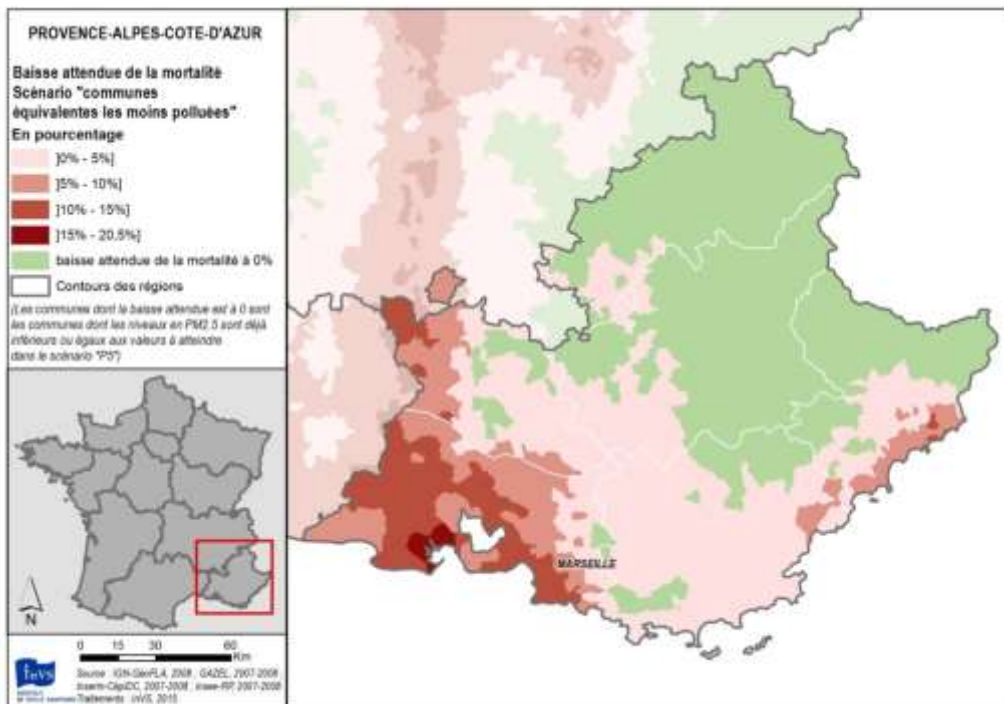 PROVENCE-ALPES-COTE-D'AZUR
Baisse attendue de la mortalité
Scénario "communes
équivalentes les moins polluées"
En pourcentage
]0% - 5%]
]5% - 10%]
]10% - 15%]
]15% - 20,5%]
baisse attendue de la mortalité à 0%
Contours des régions
(Les communes dont la baisse attendue est à 0 sont
les communes dont les niveaux en PM2.5 sont déjà
inférieurs ou égaux aux valeurs à atteindre
dans le scénario "P5")
MARSEILLE
N
0 15 30 60
Km
Source : IGN-GéoFLA, 2008 ; GAZEL, 2007-2008
Inserm-CépiDC, 2007-2008 ; Insee-RP, 2007-2008
Traitements : InVS, 2015
InVS